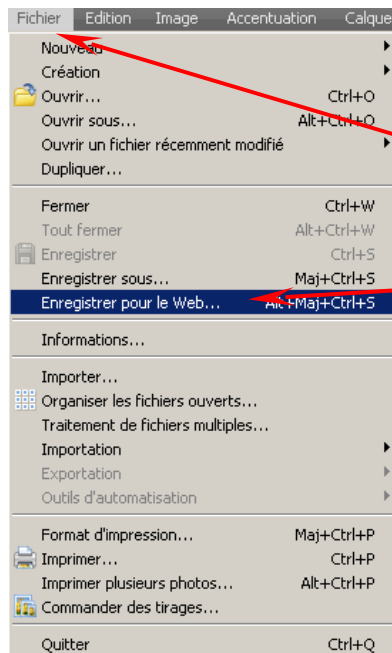 Fichier Edition Image Accentuation Calque
Nouveau
Création
Ouvrir... Ctrl+O
Ouvrir sous... Alt+Ctrl+O
Ouvrir un fichier récemment modifié
Dupliquer...
Fermer Ctrl+W
Tout fermer Alt+Ctrl+W
Enregistrer Ctrl+S
Enregistrer sous... Maj+Ctrl+S
Enregistrer pour le Web... Alt+Maj+Ctrl+S
Informations...
Importer...
Organiser les fichiers ouverts...
Traitement de fichiers multiples...
Importation
Exportation
Outils d'automatisation
Format d'impression... Maj+Ctrl+P
Imprimer... Ctrl+P
Imprimer plusieurs photos... Alt+Ctrl+P
Commander des tirages...
Quitter Ctrl+Q